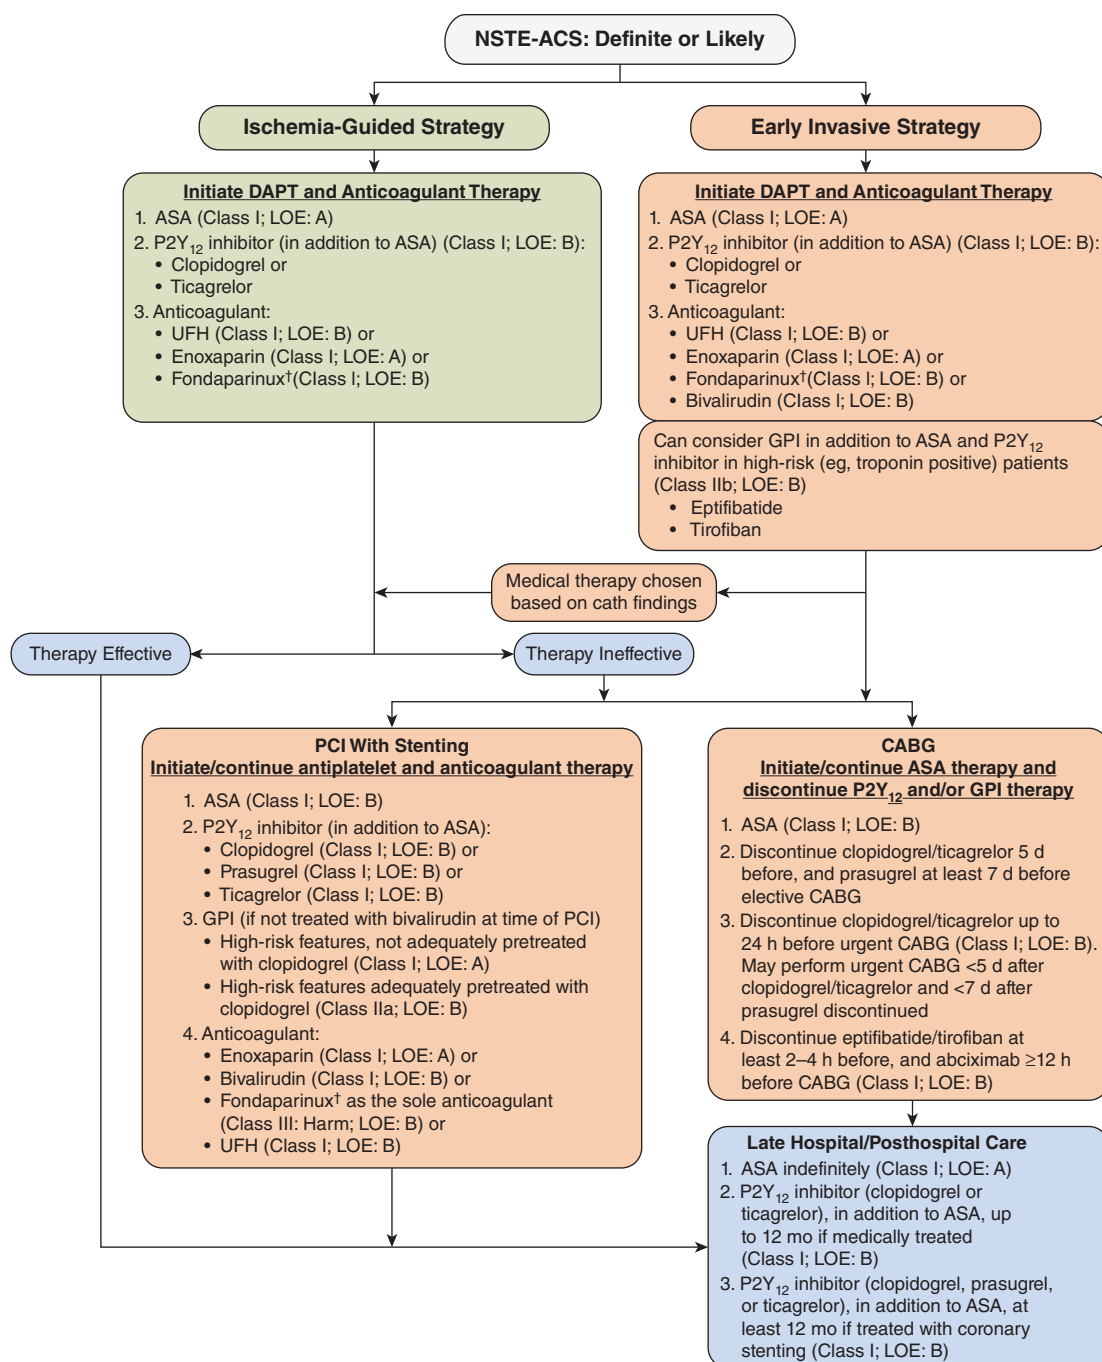 NSTE-ACS: Definite or Likely
Ischemia-Guided Strategy
Early Invasive Strategy
Initiate DAPT and Anticoagulant Therapy
1. ASA (Class I; LOE: A)
2. P2Y12 inhibitor (in addition to ASA) (Class I; LOE: B):
• Clopidogrel or
• Ticagrelor
3. Anticoagulant:
• UFH (Class I; LOE: B) or
• Enoxaparin (Class I; LOE: A) or
• Fondaparinux†(Class I; LOE: B)
Initiate DAPT and Anticoagulant Therapy
1. ASA (Class I; LOE: A)
2. P2Y12 inhibitor (in addition to ASA) (Class I; LOE: B):
• Clopidogrel or
• Ticagrelor
3. Anticoagulant:
• UFH (Class I; LOE: B) or
• Enoxaparin (Class I; LOE: A) or
• Fondaparinux†(Class I; LOE: B) or
• Bivalirudin (Class I; LOE: B)
Can consider GPI in addition to ASA and P2Y12
inhibitor in high-risk (eg, troponin positive) patients
(Class IIb; LOE: B)
• Eptifibatide
• Tirofiban
Medical therapy chosen
based on cath findings
Therapy Effective
Therapy Ineffective
PCI With Stenting
Initiate/continue antiplatelet and anticoagulant therapy
1. ASA (Class I; LOE: B)
2. P2Y12 inhibitor (in addition to ASA):
• Clopidogrel (Class I; LOE: B) or
• Prasugrel (Class I; LOE: B) or
• Ticagrelor (Class I; LOE: B)
3. GPI (if not treated with bivalirudin at time of PCI)
• High-risk features, not adequately pretreated
with clopidogrel (Class I; LOE: A)
• High-risk features adequately pretreated with
clopidogrel (Class IIa; LOE: B)
4. Anticoagulant:
• Enoxaparin (Class I; LOE: A) or
• Bivalirudin (Class I; LOE: B) or
• Fondaparinux† as the sole anticoagulant
(Class III: Harm; LOE: B) or
• UFH (Class I; LOE: B)
CABG
Initiate/continue ASA therapy and
discontinue P2Y12 and/or GPI therapy
1. ASA (Class I; LOE: B)
2. Discontinue clopidogrel/ticagrelor 5 d
before, and prasugrel at least 7 d before
elective CABG
3. Discontinue clopidogrel/ticagrelor up to
24 h before urgent CABG (Class I; LOE: B).
May perform urgent CABG <5 d after
clopidogrel/ticagrelor and <7 d after
prasugrel discontinued
4. Discontinue eptifibatide/tirofiban at
least 2–4 h before, and abciximab ≥12 h
before CABG (Class I; LOE: B)
Late Hospital/Posthospital Care
1. ASA indefinitely (Class I; LOE: A)
2. P2Y12 inhibitor (clopidogrel or
ticagrelor), in addition to ASA, up
to 12 mo if medically treated
(Class I; LOE: B)
3. P2Y12 inhibitor (clopidogrel, prasugrel,
or ticagrelor), in addition to ASA, at
least 12 mo if treated with coronary
stenting (Class I; LOE: B)